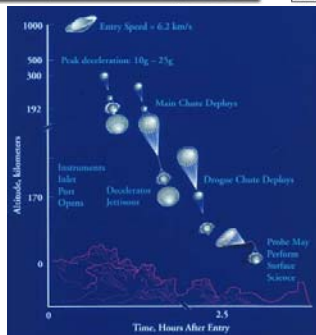 1000
Entry Speed = 6.2 km/s
500
Peak deceleration: 10g – 25g
300
Main Chute Deploys
192
Altitude, kilometers
Instruments
Inlet
Port
Opens
Decelerator
Jettisons
Drogue Chute Deploys
170
Probe May
Perform
Surface
Science
0
0
2.5
Time, Hours After Entry